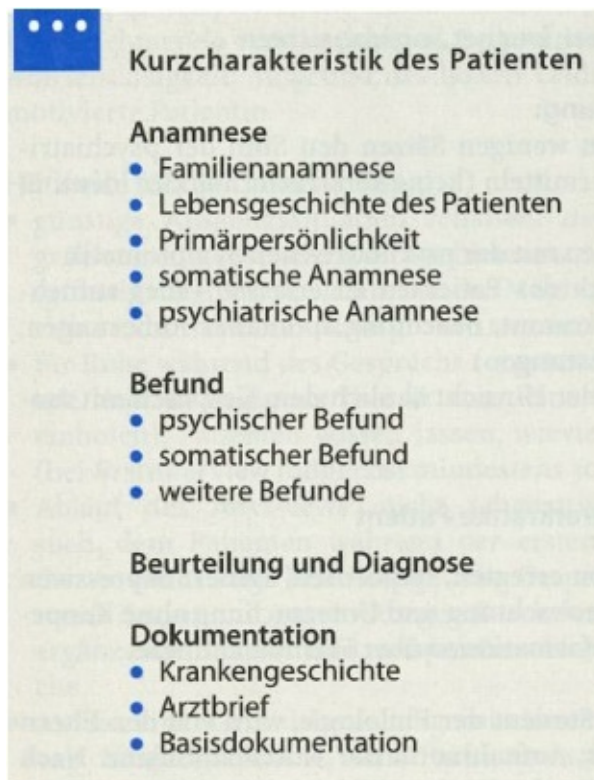 Kurzcharakteristik des Patienten
Anamnese
• Familienanamnese
• Lebensgeschichte des Patienten
• Primärpersönlichkeit
• somatische Anamnese
• psychiatrische Anamnese
Befund
• psychischer Befund
• somatischer Befund
• weitere Befunde
Beurteilung und Diagnose
Dokumentation
• Krankengeschichte
• Arztbrief
• Basisdokumentation